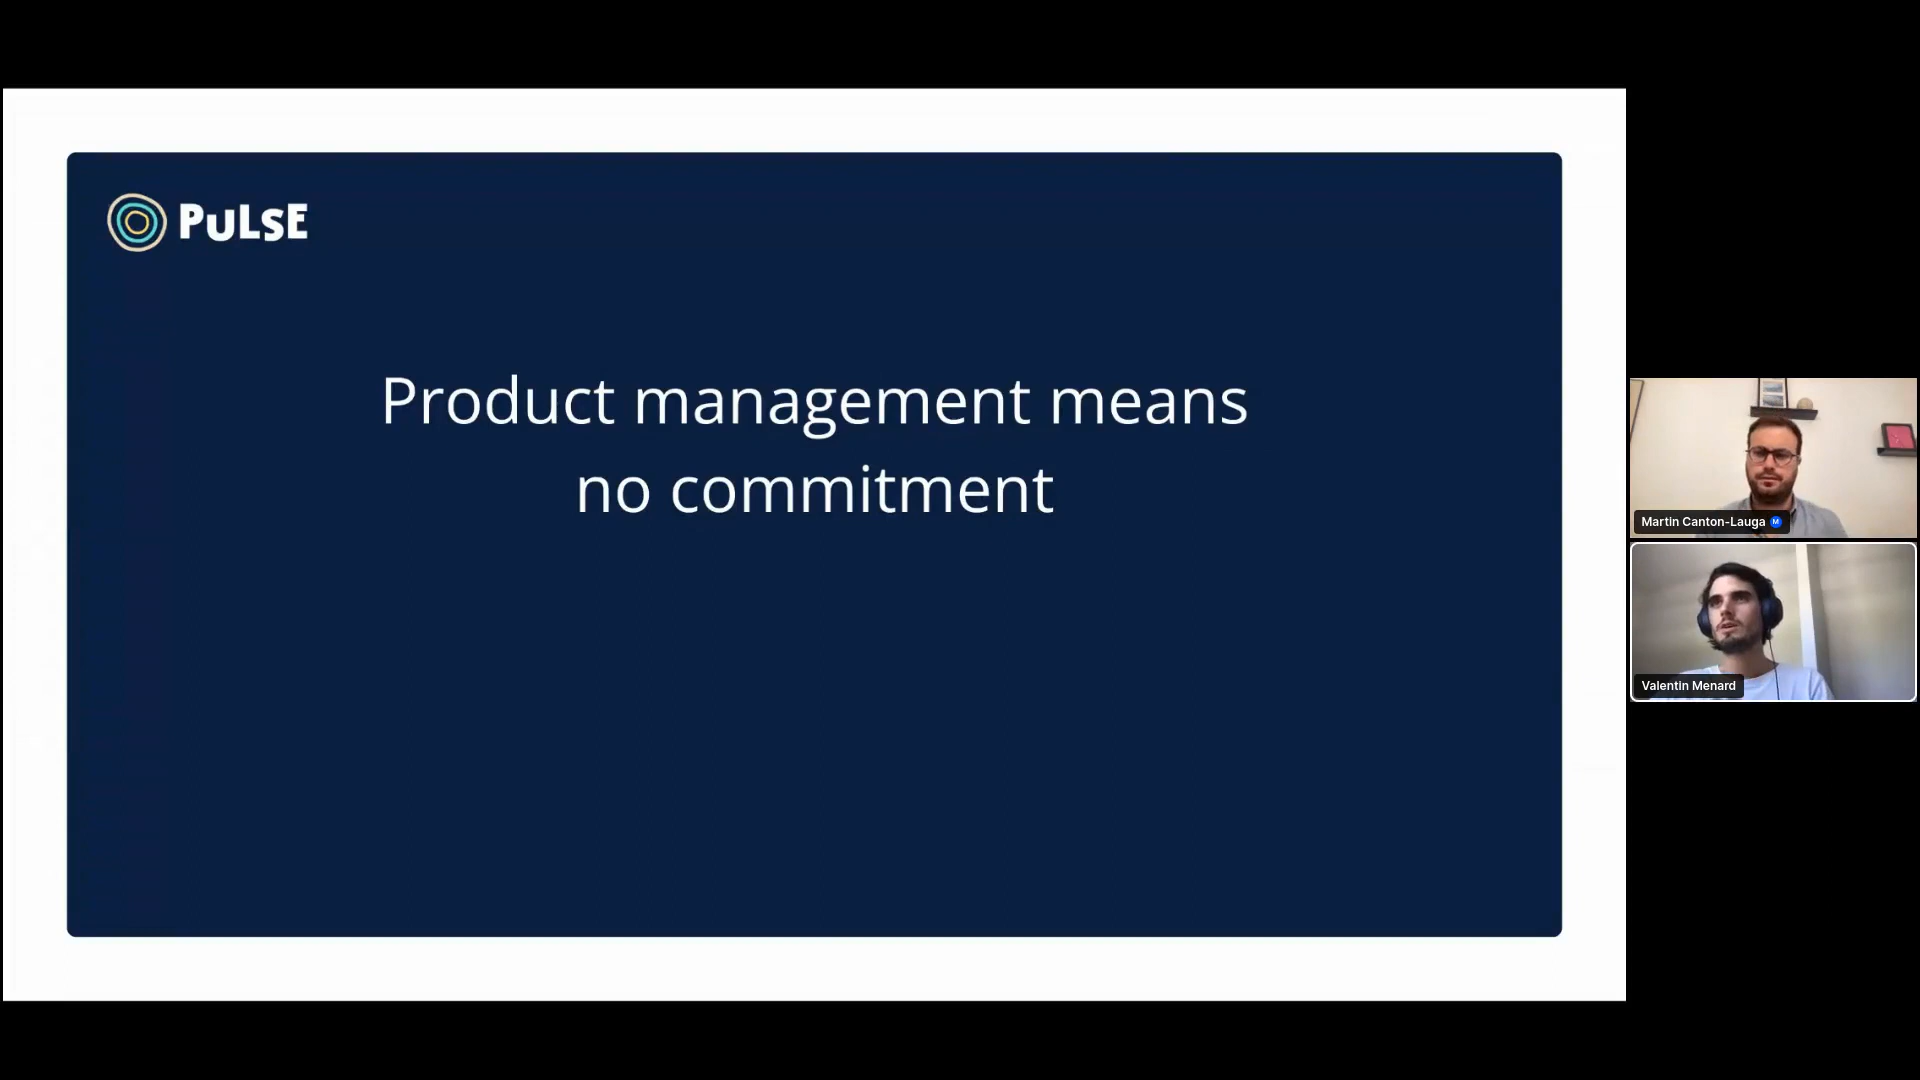 PULSE
Product management means
no commitment
Martin Canton-Lauga M
Valentin Menard